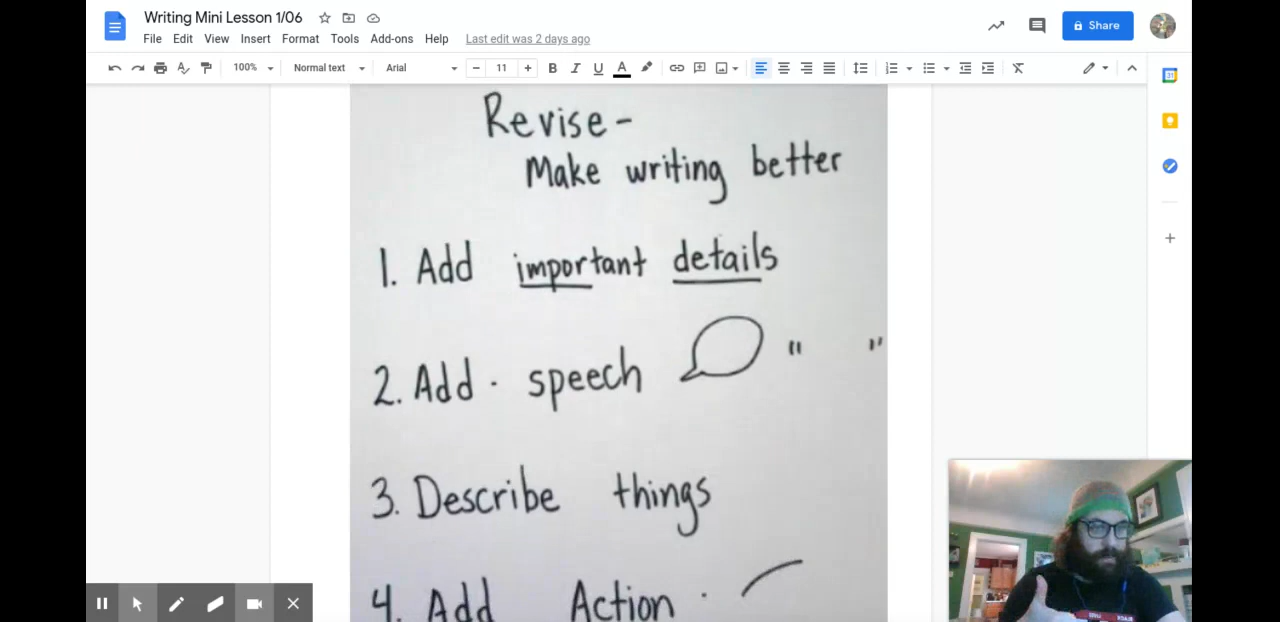 Writing Mini Lesson 1/06
File Edit View Insert Format Tools Add-ons Help Last edit was 2 days ago
Share
100% Normal text Arial − 11 + B I U A
31
Revise -
Make writing better
1. Add important details
2. Add · speech " "
3. Describe things
4. Add Action ·